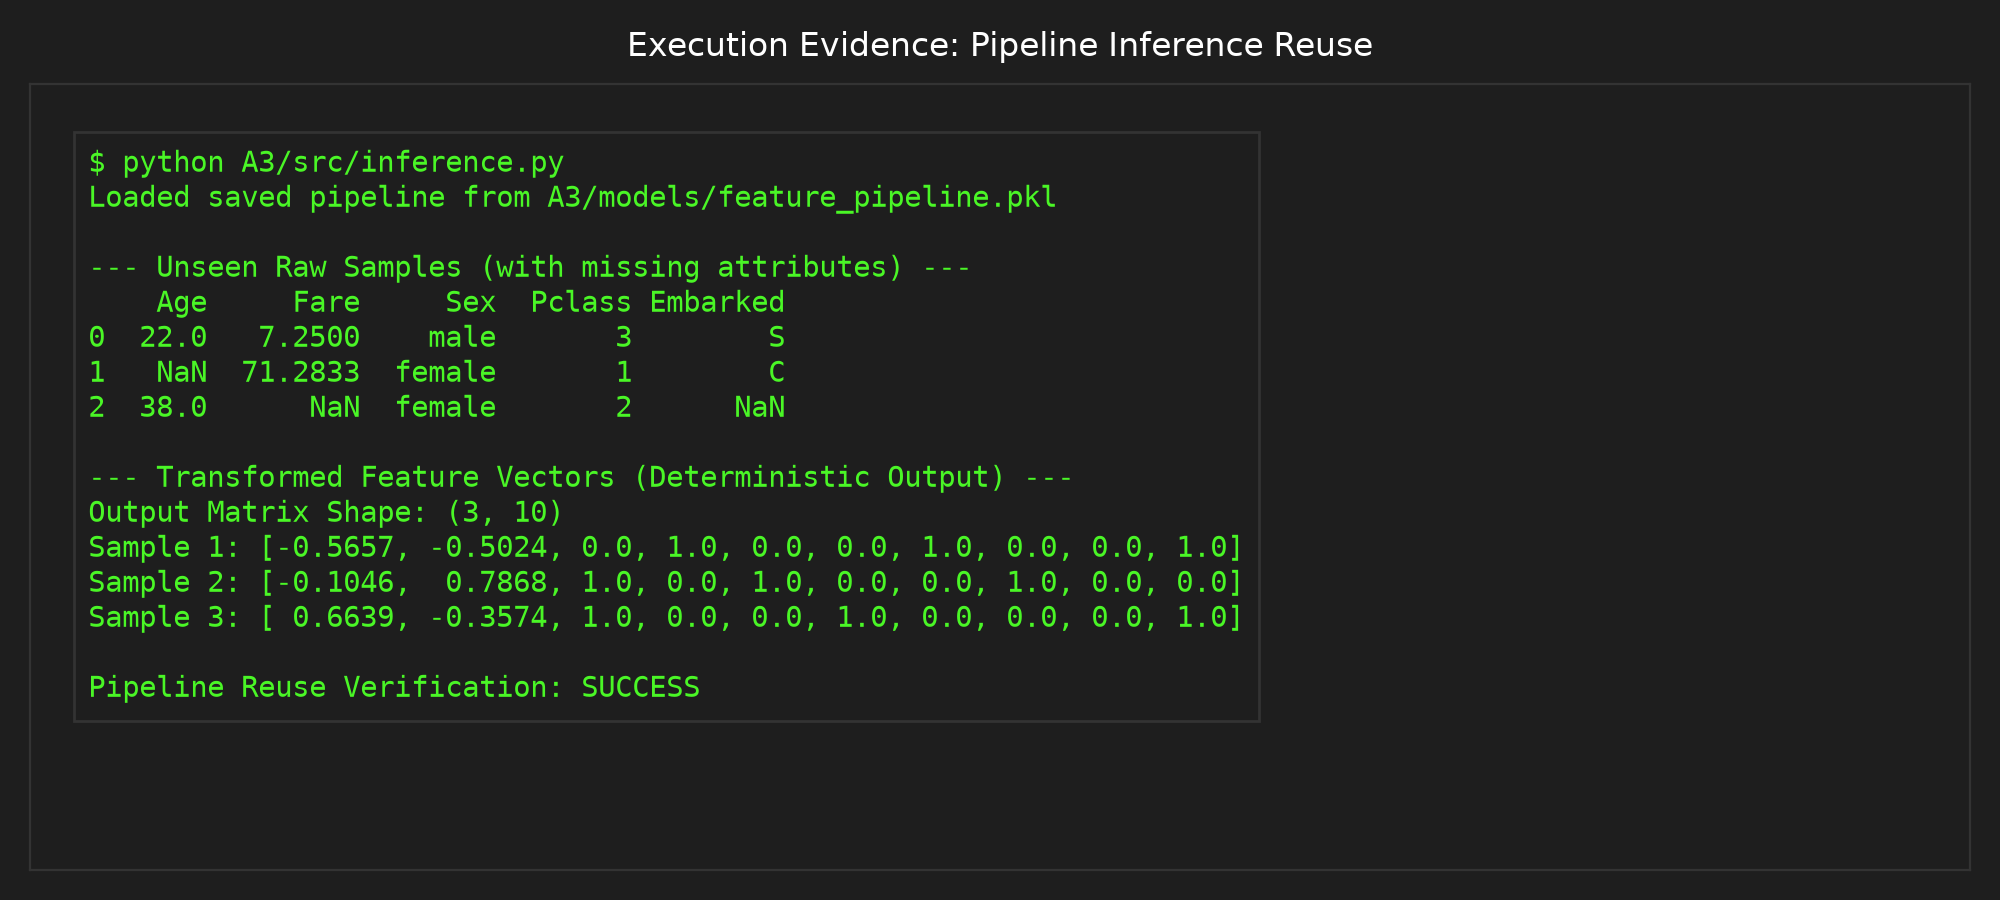 Execution Evidence: Pipeline Inference Reuse
$ python A3/src/inference.py
Loaded saved pipeline from A3/models/feature_pipeline.pkl
--- Unseen Raw Samples (with missing attributes) ---
    Age     Fare     Sex  Pclass Embarked
0  22.0   7.2500    male       3        S
1   NaN  71.2833  female       1        C
2  38.0      NaN  female       2      NaN
--- Transformed Feature Vectors (Deterministic Output) ---
Output Matrix Shape: (3, 10)
Sample 1: [-0.5657, -0.5024, 0.0, 1.0, 0.0, 0.0, 1.0, 0.0, 0.0, 1.0]
Sample 2: [-0.1046,  0.7868, 1.0, 0.0, 1.0, 0.0, 0.0, 1.0, 0.0, 0.0]
Sample 3: [ 0.6639, -0.3574, 1.0, 0.0, 0.0, 1.0, 0.0, 0.0, 0.0, 1.0]
Pipeline Reuse Verification: SUCCESS